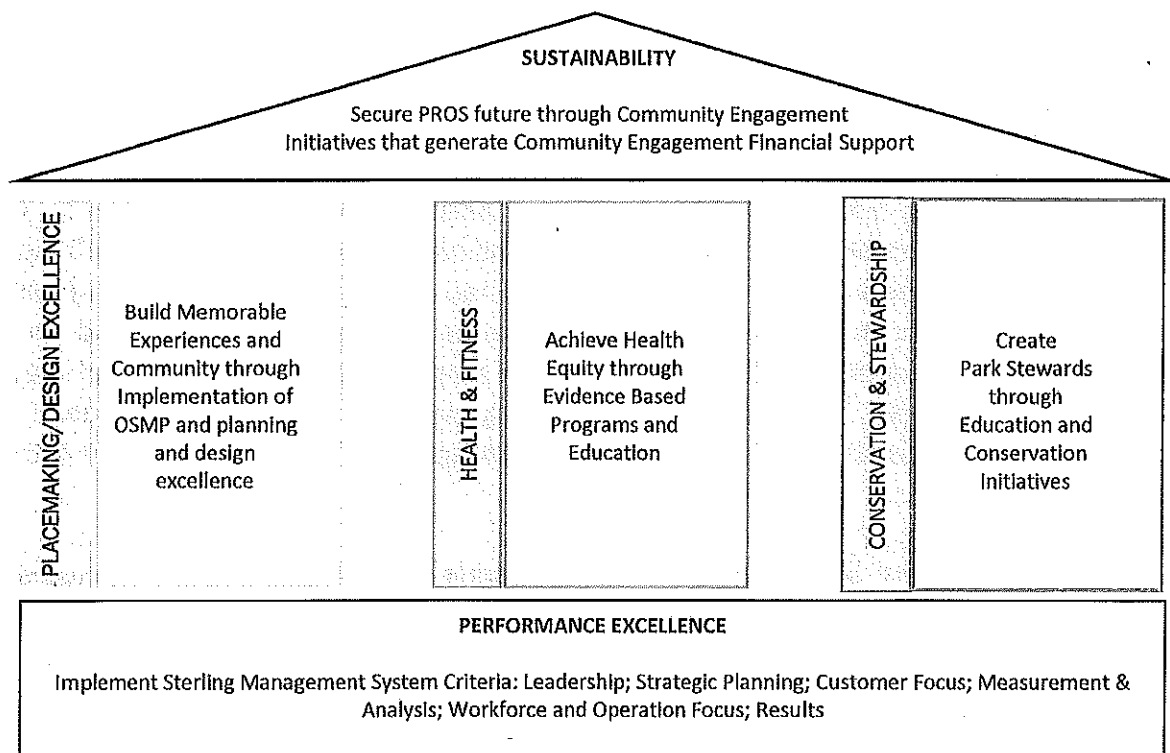 SUSTAINABILITY
Secure PROS future through Community Engagement
Initiatives that generate Community Engagement Financial Support
PLACEMAKING/DESIGN EXCELLENCE
Build Memorable
Experiences and
Community through
Implementation of
OSMP and planning
and design
excellence
HEALTH & FITNESS
Achieve Health
Equity through
Evidence Based
Programs and
Education
CONSERVATION & STEWARDSHIP
Create
Park Stewards
through
Education and
Conservation
Initiatives
PERFORMANCE EXCELLENCE
Implement Sterling Management System Criteria: Leadership; Strategic Planning; Customer Focus; Measurement &
Analysis; Workforce and Operation Focus; Results